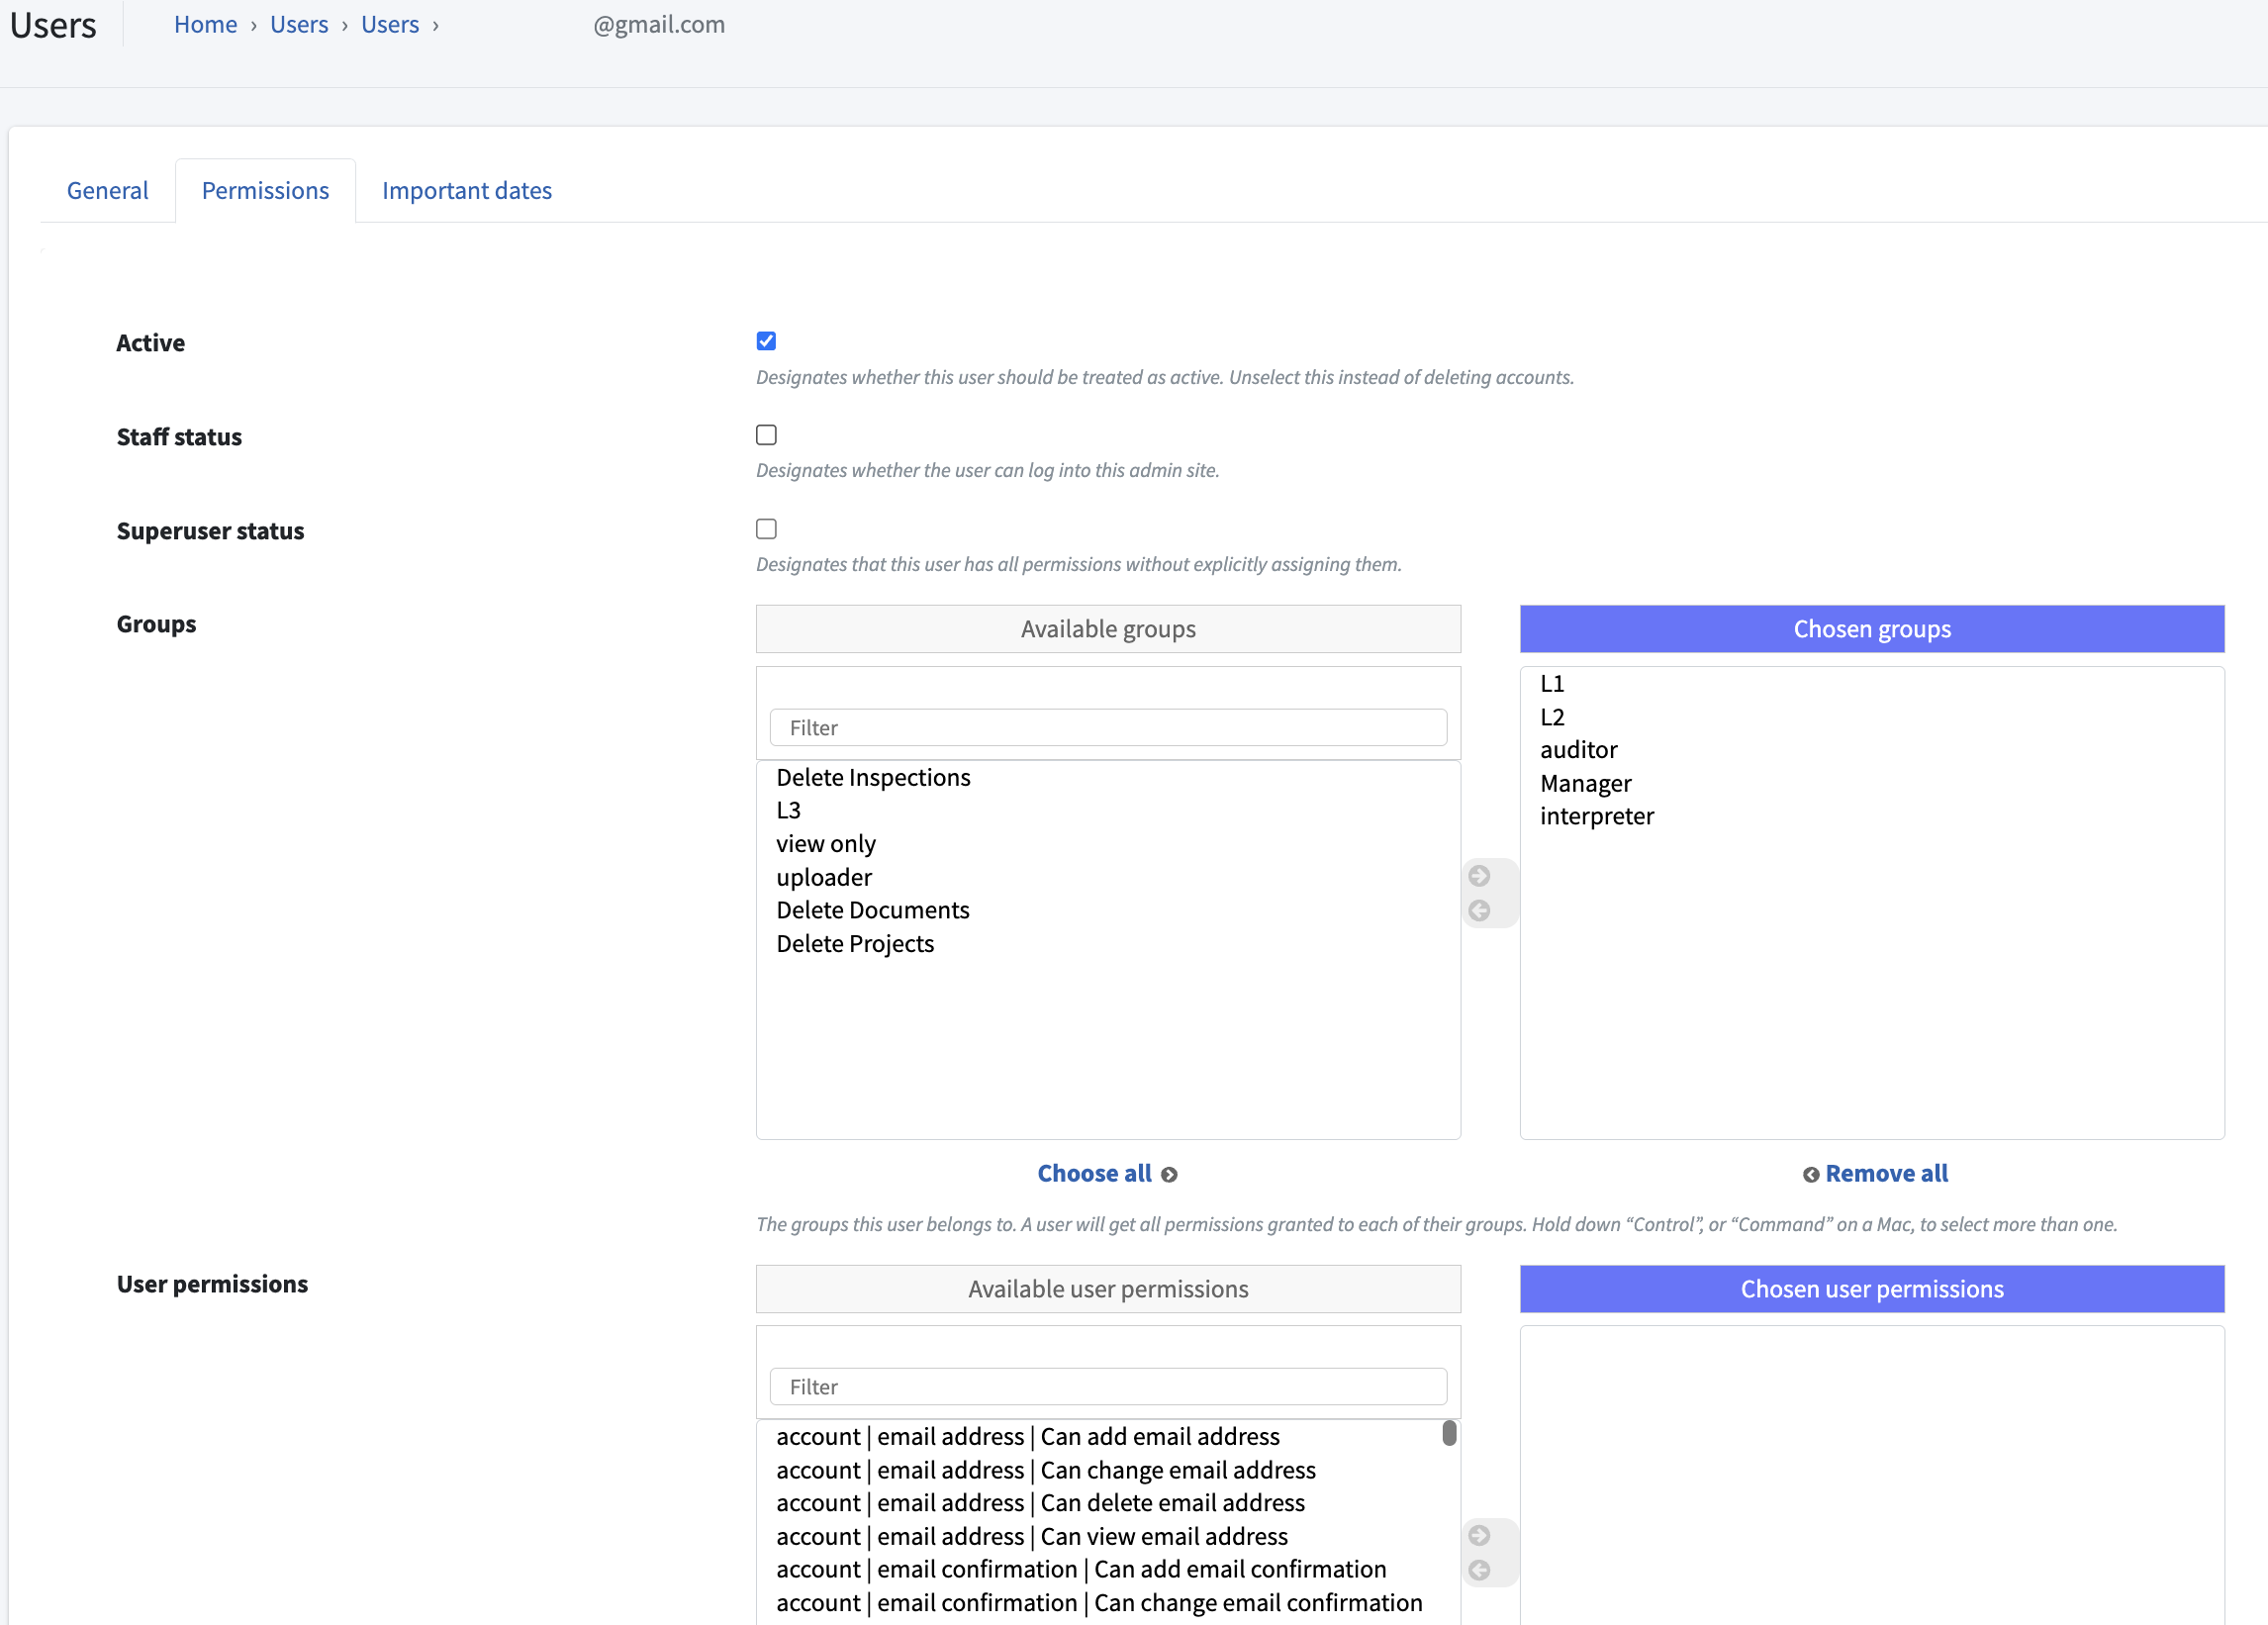 Users
Home › Users › Users › @gmail.com
General
Permissions
Important dates
Active
Designates whether this user should be treated as active. Unselect this instead of deleting accounts.
Staff status
Designates whether the user can log into this admin site.
Superuser status
Designates that this user has all permissions without explicitly assigning them.
Groups
Available groups
Filter
Delete Inspections
L3
view only
uploader
Delete Documents
Delete Projects
Choose all
Chosen groups
L1
L2
auditor
Manager
interpreter
Remove all
The groups this user belongs to. A user will get all permissions granted to each of their groups. Hold down “Control”, or “Command” on a Mac, to select more than one.
User permissions
Available user permissions
Filter
account | email address | Can add email address
account | email address | Can change email address
account | email address | Can delete email address
account | email address | Can view email address
account | email confirmation | Can add email confirmation
account | email confirmation | Can change email confirmation
Chosen user permissions